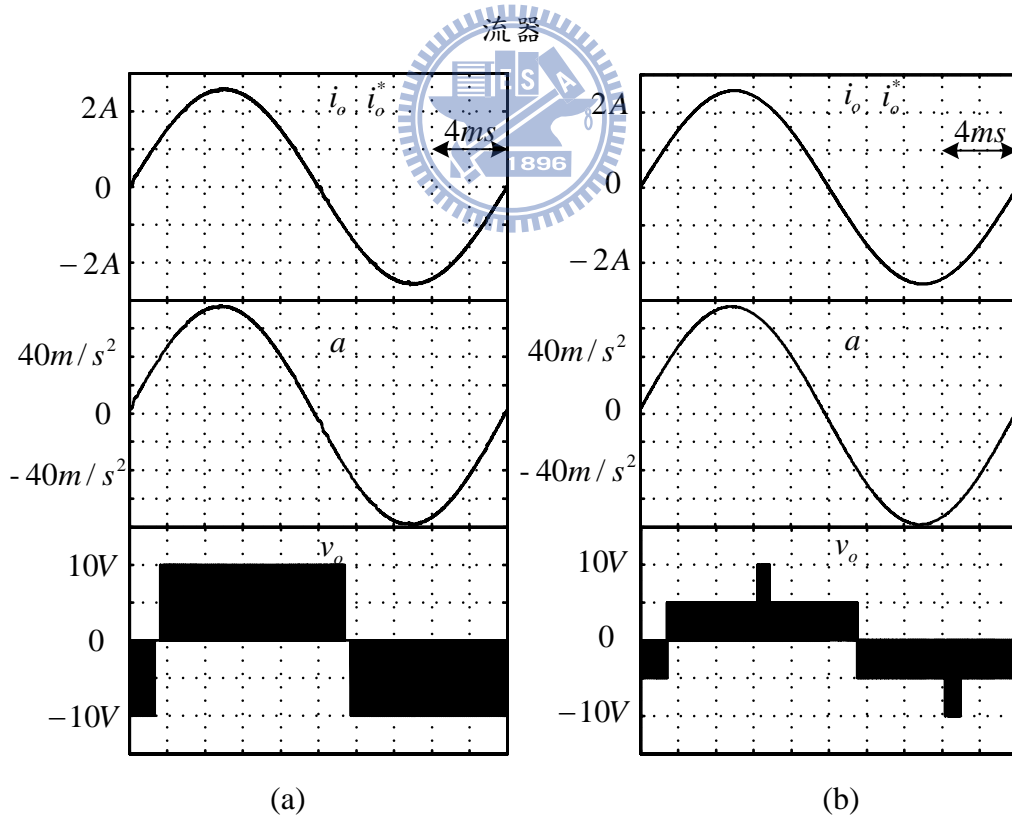 流器
i_o i_o^*
2A
4ms
0
−2A
a
40m/s^2
0
-40m/s^2
v_o
10V
0
−10V
(a)
i_o i_o^*
2A
4ms
0
−2A
a
40m/s^2
0
-40m/s^2
v_o
10V
0
−10V
(b)
E S A
1896